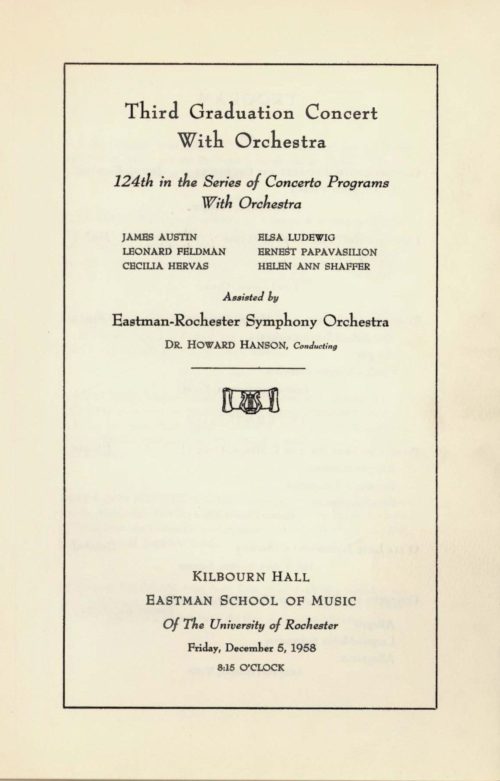 Third Graduation Concert
With Orchestra
124th in the Series of Concerto Programs
With Orchestra
JAMES AUSTIN ELSA LUDEWIG
LEONARD FELDMAN ERNEST PAPAVASILION
CECILIA HERVAS HELEN ANN SHAFFER
Assisted by
Eastman-Rochester Symphony Orchestra
DR. HOWARD HANSON, Conducting
KILBOURN HALL
EASTMAN SCHOOL OF MUSIC
Of The University of Rochester
Friday, December 5, 1958
8:15 O'CLOCK